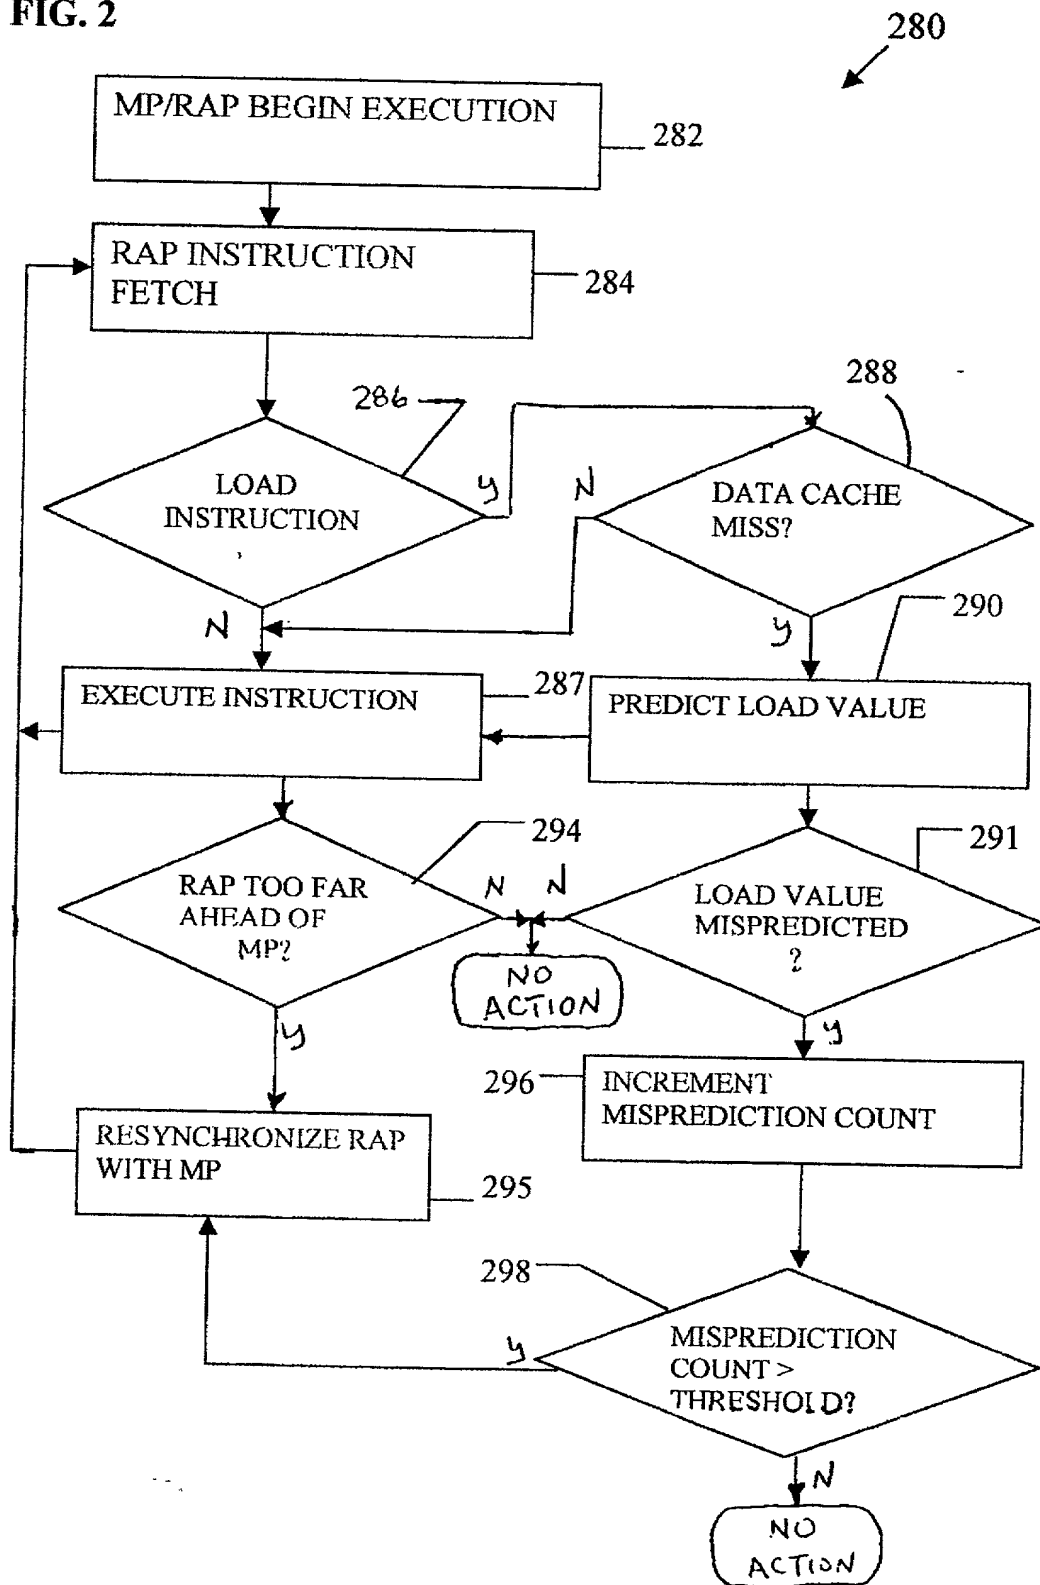 FIG. 2
280
MP/RAP BEGIN EXECUTION
282
RAP INSTRUCTION
FETCH
284
286
288
LOAD
INSTRUCTION
Y
N
DATA CACHE
MISS?
N
Y
290
EXECUTE INSTRUCTION
287
PREDICT LOAD VALUE
294
291
RAP TOO FAR
AHEAD OF
MP?
N
N
LOAD VALUE
MISPREDICTED
?
NO
ACTION
Y
Y
296
INCREMENT
MISPREDICTION COUNT
RESYNCHRONIZE RAP
WITH MP
295
298
Y
MISPREDICTION
COUNT >
THRESHOLD?
N
NO
ACTION